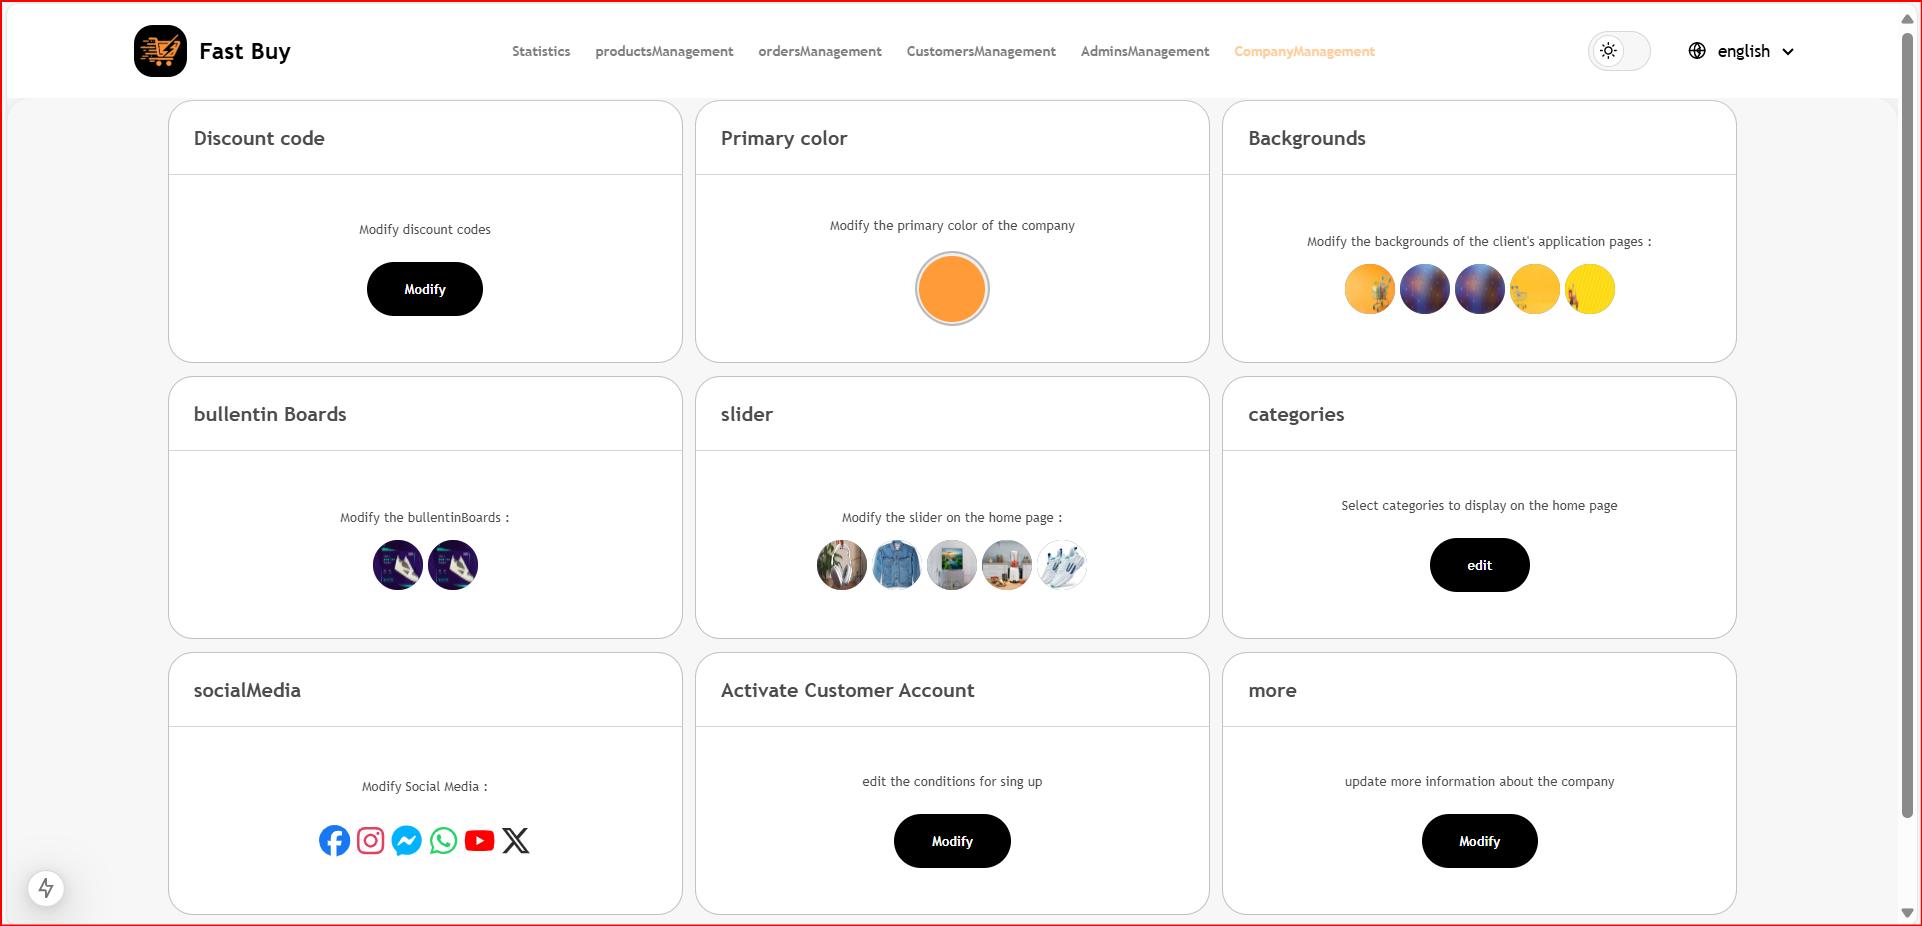 Fast Buy
Statistics productsManagement ordersManagement CustomersManagement AdminsManagement CompanyManagement
english
Discount code
Modify discount codes
Modify
Primary color
Modify the primary color of the company
Backgrounds
Modify the backgrounds of the client's application pages :
bullentin Boards
Modify the bullentinBoards :
slider
Modify the slider on the home page :
categories
Select categories to display on the home page
edit
socialMedia
Modify Social Media :
Activate Customer Account
edit the conditions for sing up
Modify
more
update more information about the company
Modify